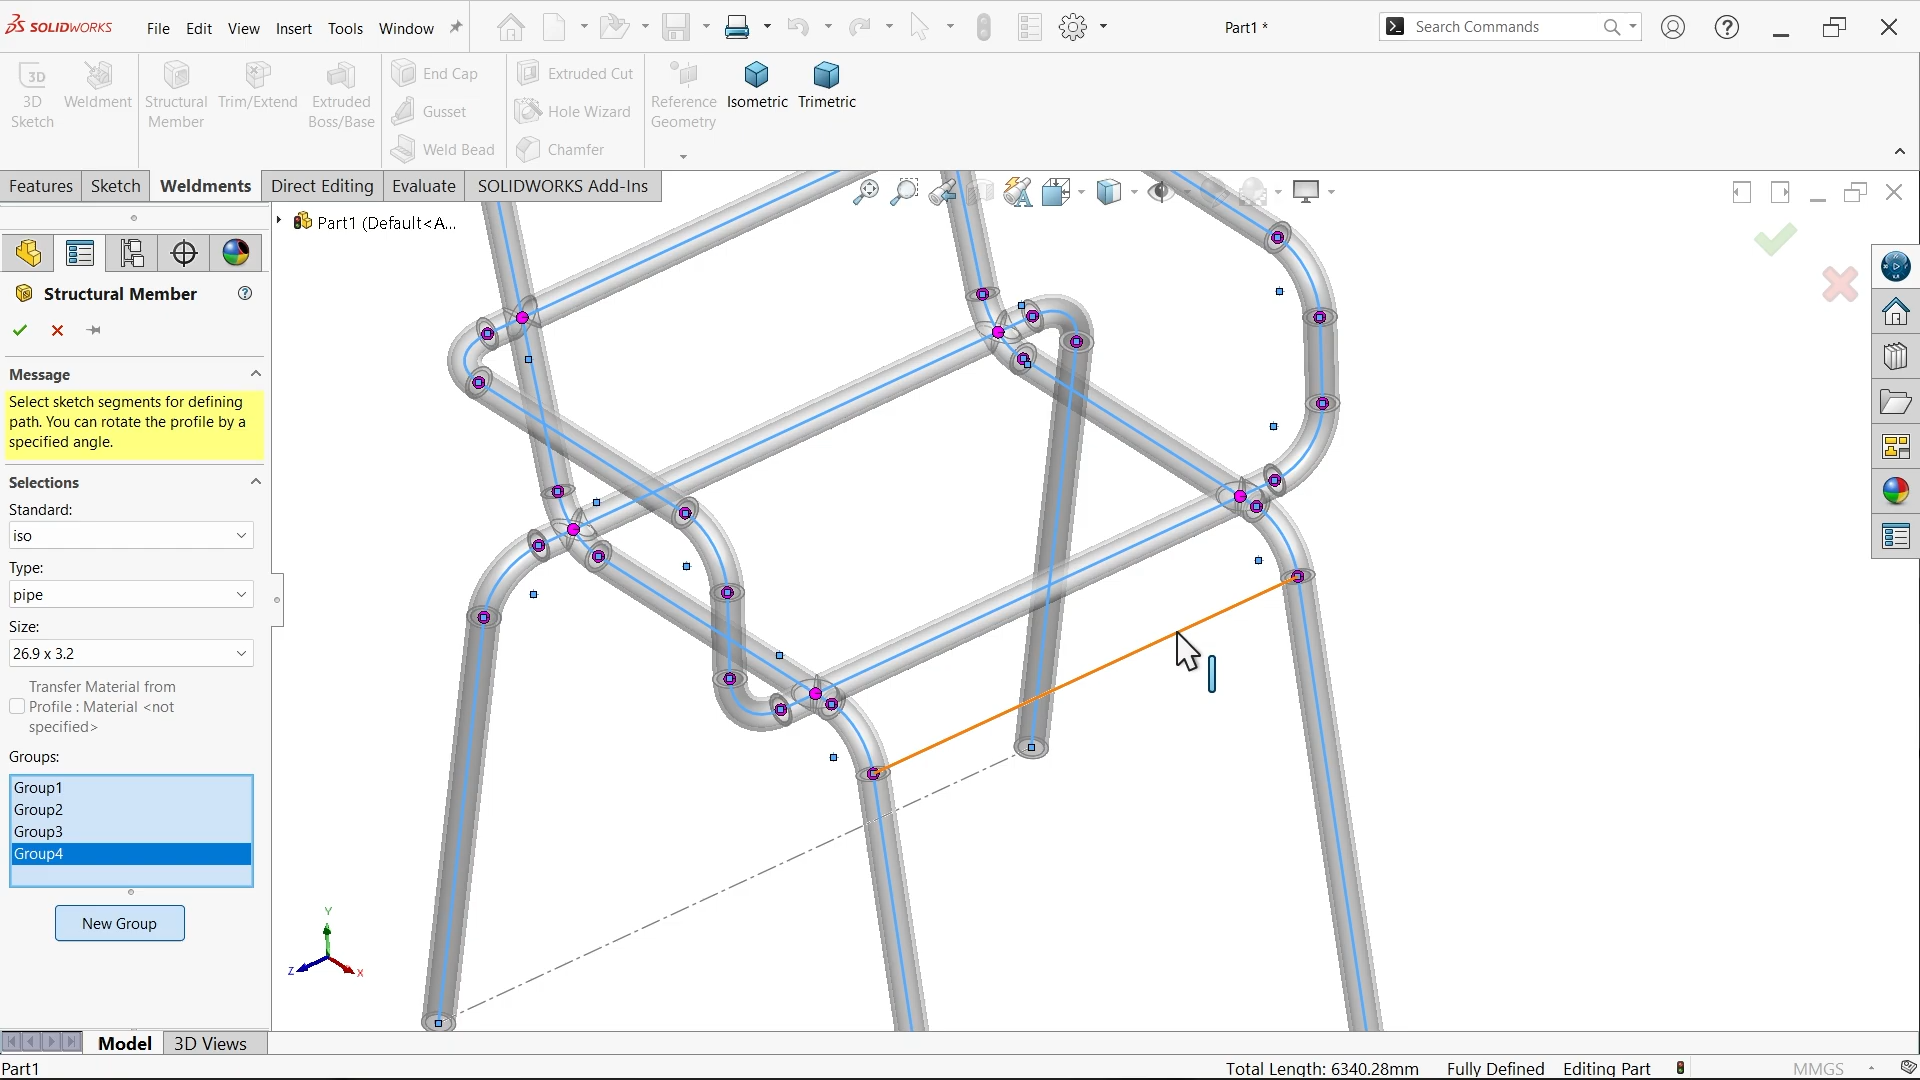 SOLIDWORKS File Edit View Insert Tools Window Part1 * Search Commands
3D Sketch
Weldment
Structural Member
Trim/Extend
Extruded Boss/Base
End Cap
Gusset
Weld Bead
Extruded Cut
Hole Wizard
Chamfer
Reference Geometry
Isometric
Trimetric
Features Sketch Weldments Direct Editing Evaluate SOLIDWORKS Add-Ins
Part1 (Default<A...
Structural Member
Message
Select sketch segments for defining
path. You can rotate the profile by a
specified angle.
Selections
Standard:
iso
Type:
pipe
Size:
26.9 x 3.2
Transfer Material from
Profile : Material <not
specified>
Groups:
Group1
Group2
Group3
Group4
New Group
Y
Z
X
Model 3D Views
Part1 Total Length: 6340.28mm Fully Defined Editing Part MMGS